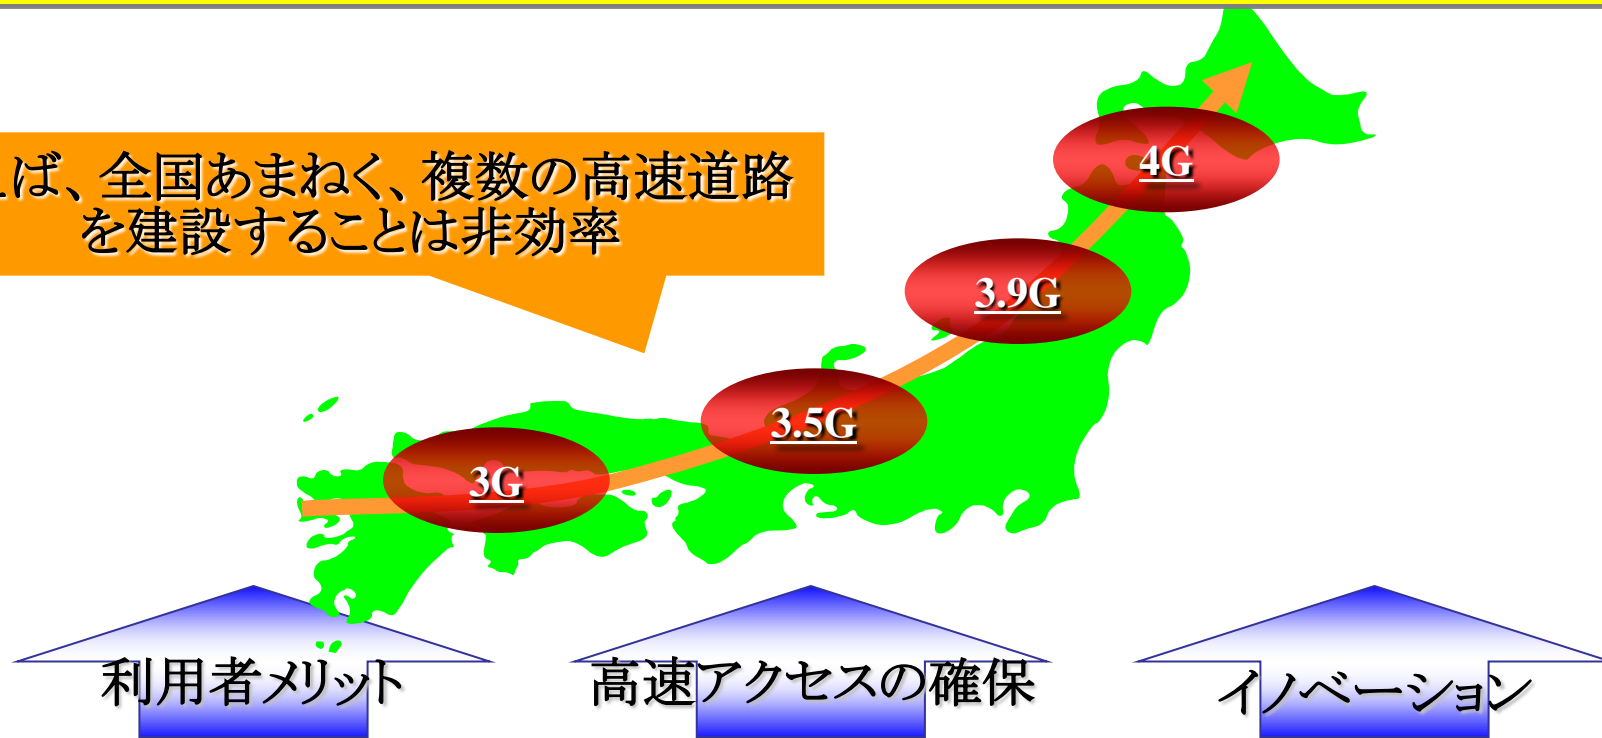 ば、全国あまねく、複数の高速道路
を建設することは非効率
4G
3.9G
3.5G
3G
利用者メリット
高速アクセスの確保
イノベーション